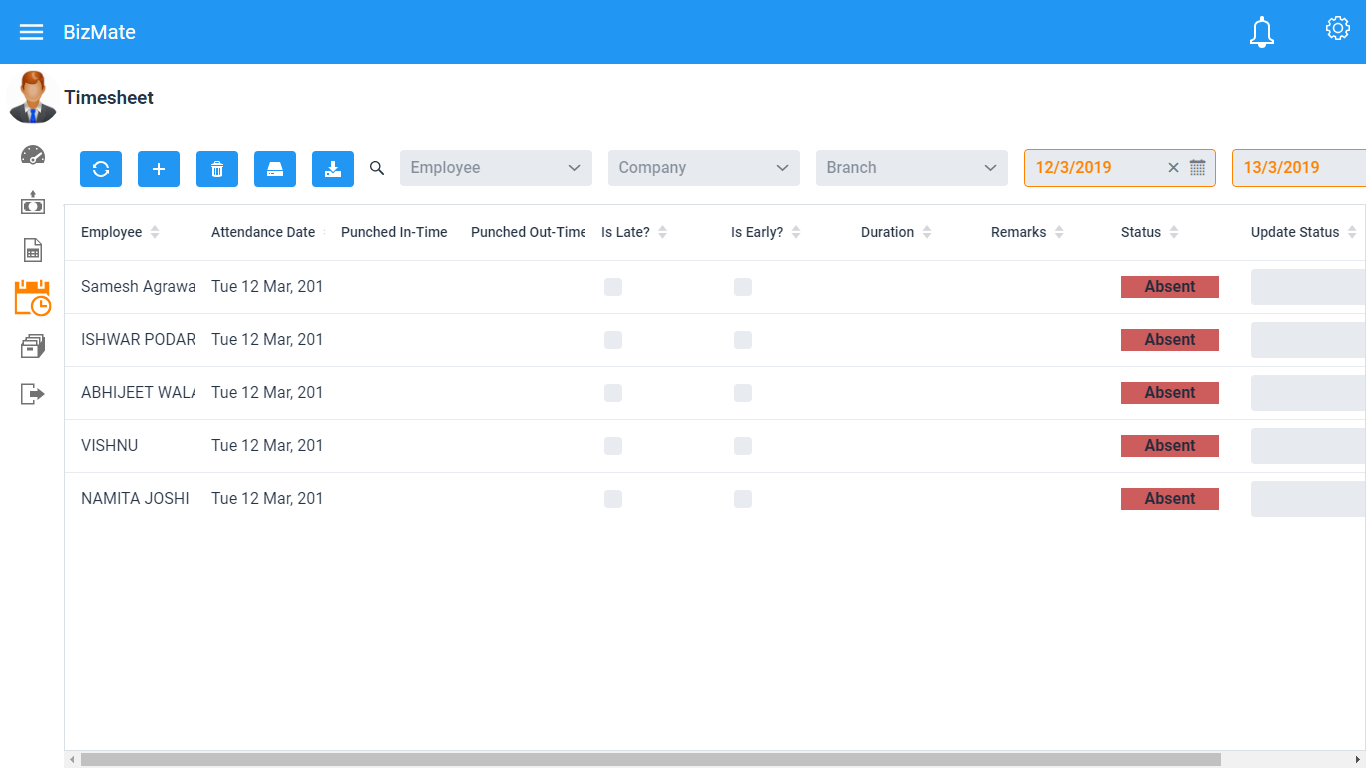 BizMate
Timesheet
Employee Company Branch 12/3/2019 13/3/2019
Employee Attendance Date Punched In-Time Punched Out-Time Is Late? Is Early? Duration Remarks Status Update Status
Samesh Agrawa Tue 12 Mar, 201 Absent
ISHWAR PODAR Tue 12 Mar, 201 Absent
ABHIJEET WALA Tue 12 Mar, 201 Absent
VISHNU Tue 12 Mar, 201 Absent
NAMITA JOSHI Tue 12 Mar, 201 Absent